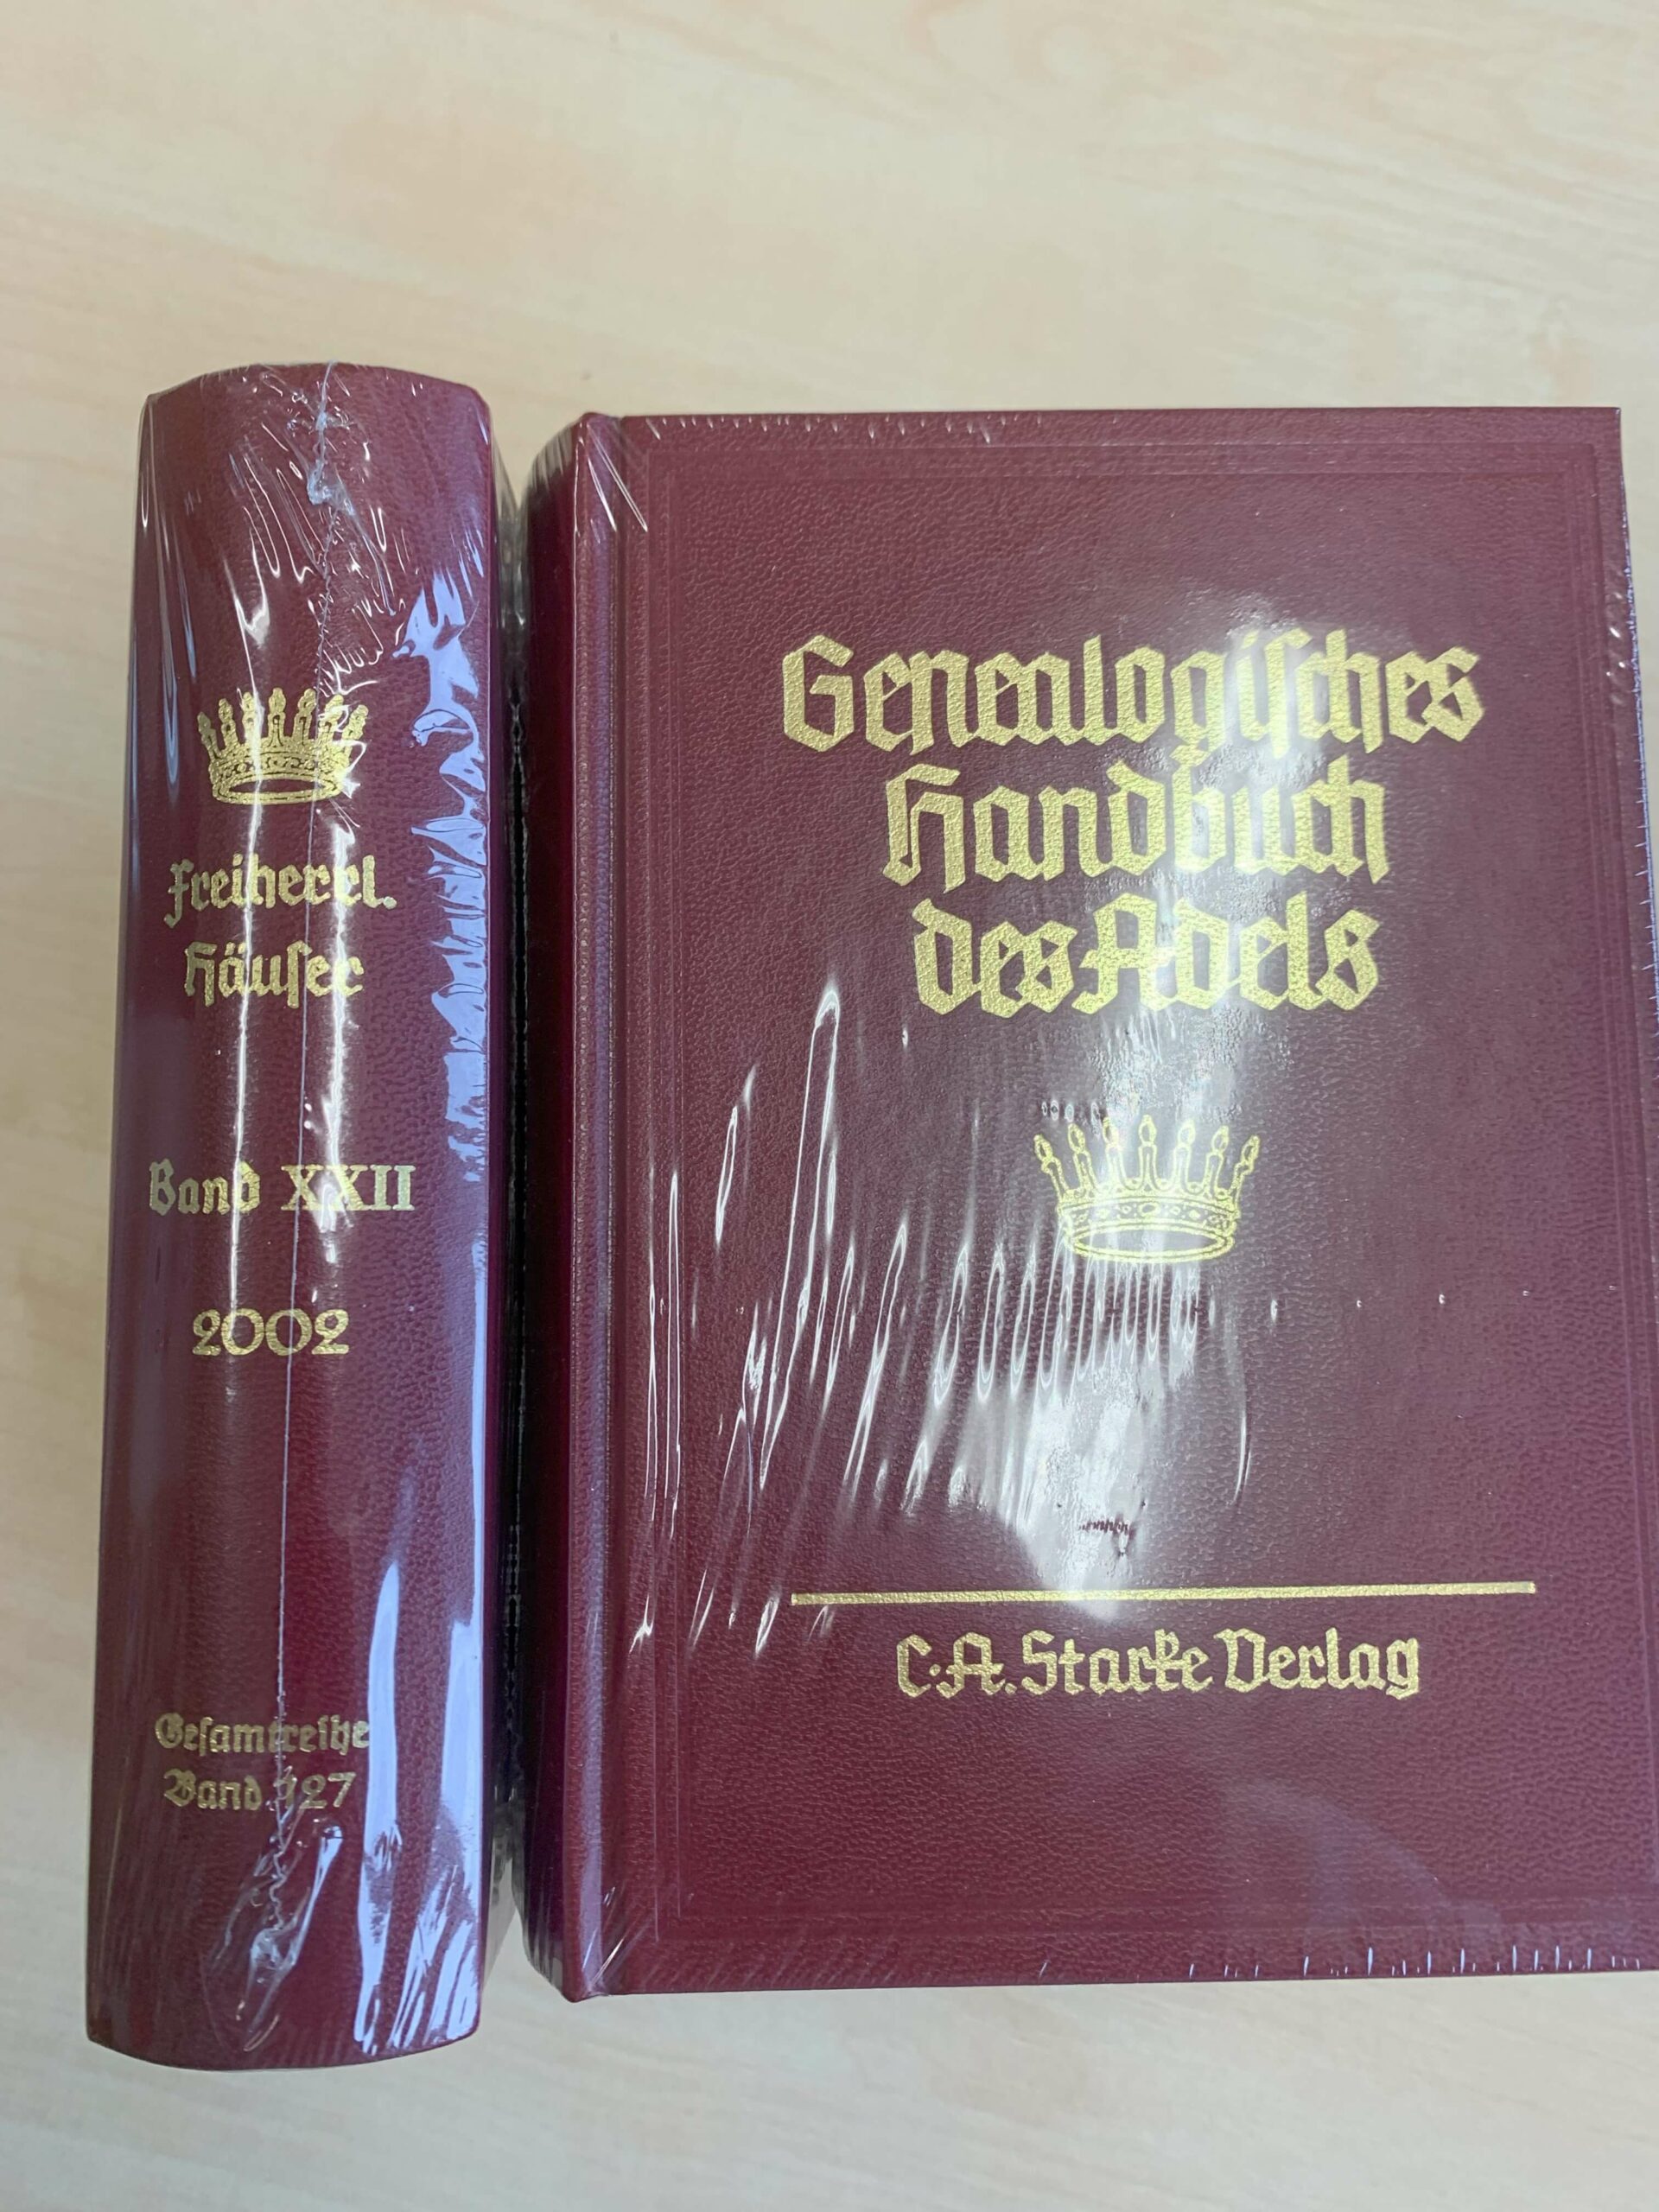 Freiherrl.
Häuser
Band XXII
2002
Gesamtreihe
Band 127
Genealogisches
Handbuch
des Adels
C.A. Starke Verlag